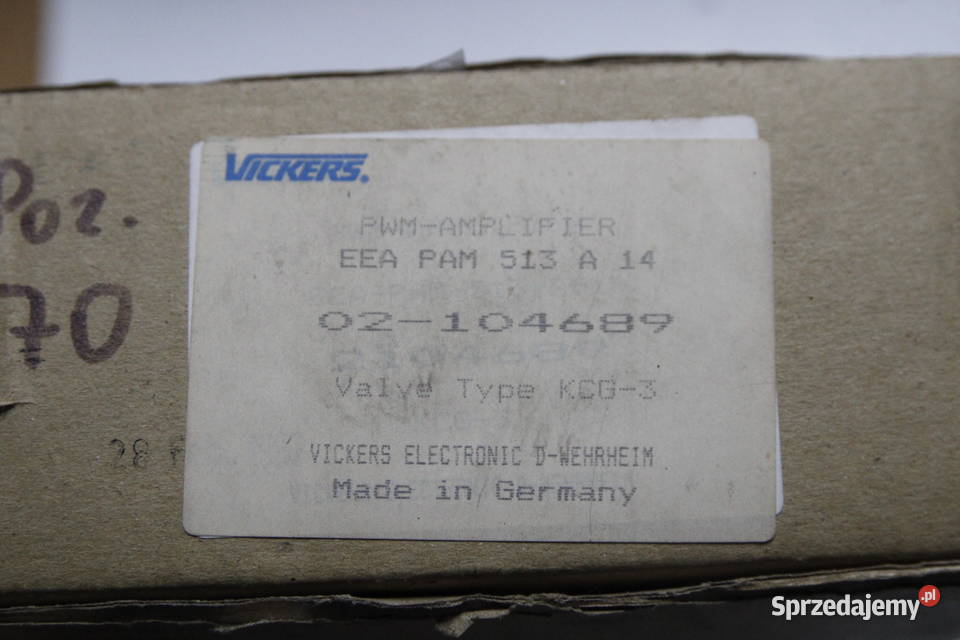 VICKERS.
PWM-AMPLIFIER
EEA PAM 513 A 14
02-104689
Valve Type KCG-3
VICKERS ELECTRONIC D-WEHRHEIM
Made in Germany
Poz.
70
28
Sprzedajemy.pl